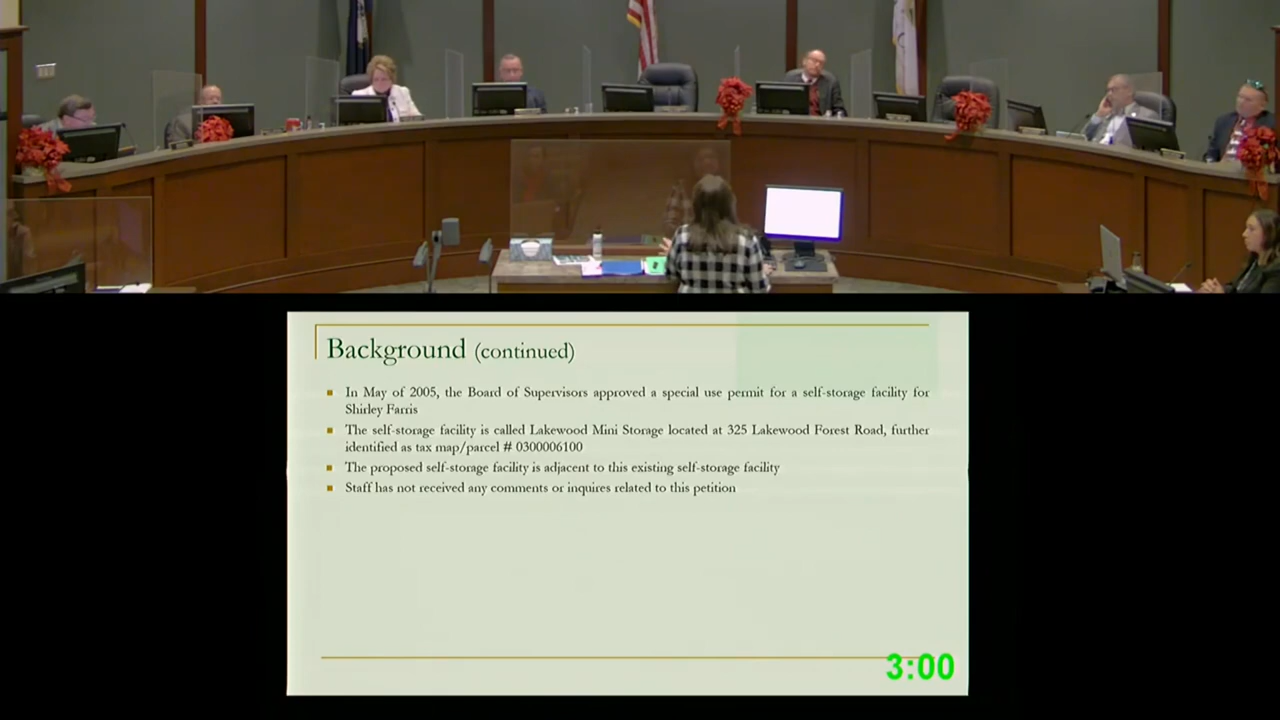 Background (continued)
In May of 2005, the Board of Supervisors approved a special use permit for a self-storage facility for
Shirley Farris
The self-storage facility is called Lakewood Mini Storage located at 325 Lakewood Forest Road, further
identified as tax map/parcel # 0300006100
The proposed self-storage facility is adjacent to this existing self-storage facility
Staff has not received any comments or inquires related to this petition
3:00